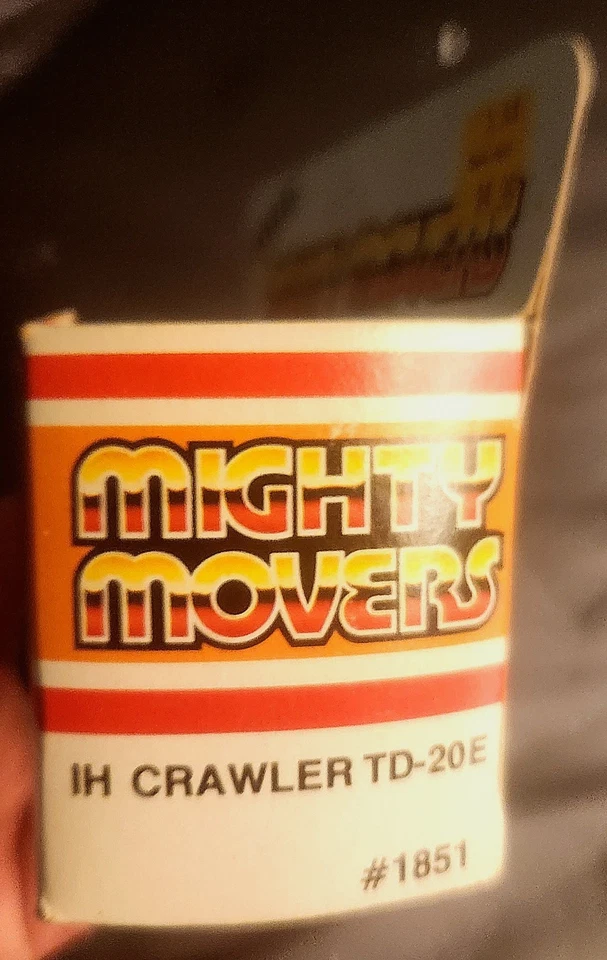 MIGHTY
MOVERS
IH CRAWLER TD-20E
#1851